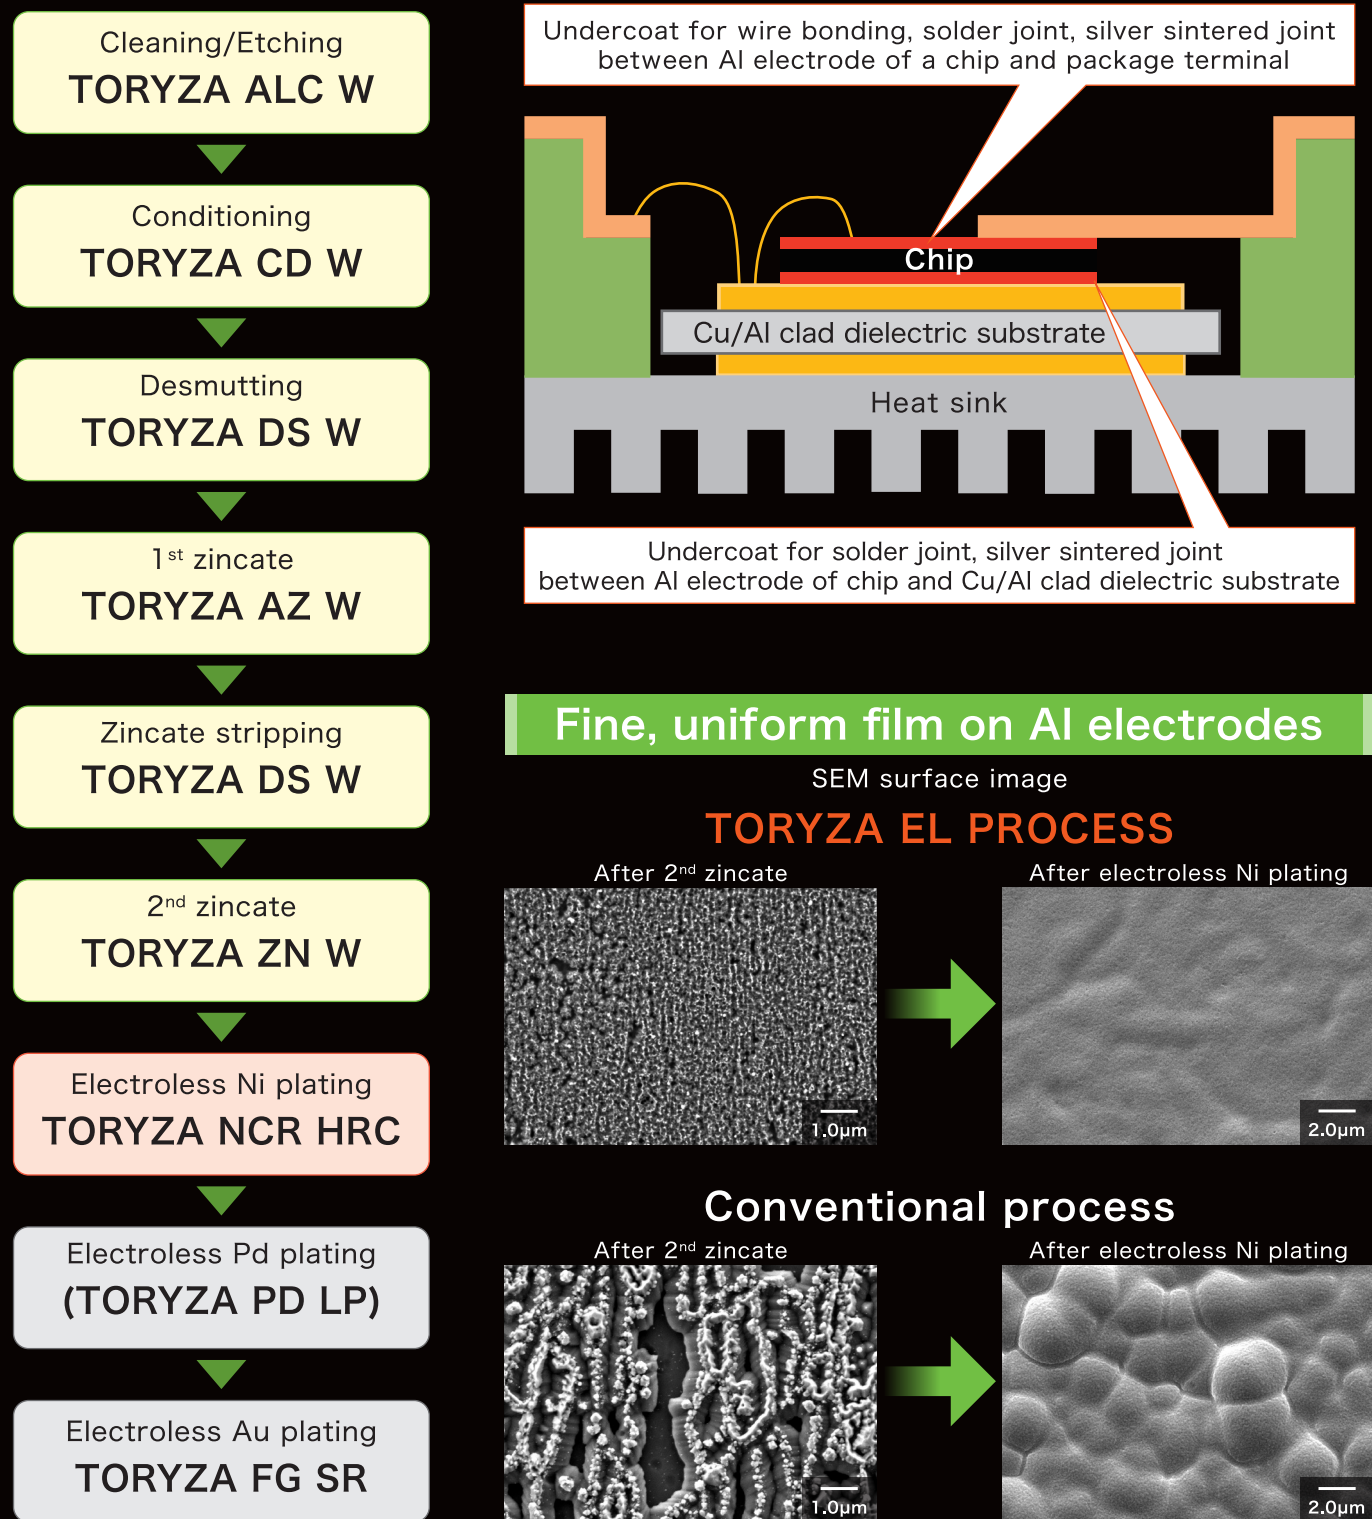 Cleaning/Etching
TORYZA ALC W
Conditioning
TORYZA CD W
Desmutting
TORYZA DS W
1st zincate
TORYZA AZ W
Zincate stripping
TORYZA DS W
2nd zincate
TORYZA ZN W
Electroless Ni plating
TORYZA NCR HRC
Electroless Pd plating
(TORYZA PD LP)
Electroless Au plating
TORYZA FG SR
Undercoat for wire bonding, solder joint, silver sintered joint
between Al electrode of a chip and package terminal
Chip
Cu/Al clad dielectric substrate
Heat sink
Undercoat for solder joint, silver sintered joint
between Al electrode of chip and Cu/Al clad dielectric substrate
Fine, uniform film on Al electrodes
SEM surface image
TORYZA EL PROCESS
After 2nd zincate
1.0μm
After electroless Ni plating
2.0μm
Conventional process
After 2nd zincate
1.0μm
After electroless Ni plating
2.0μm